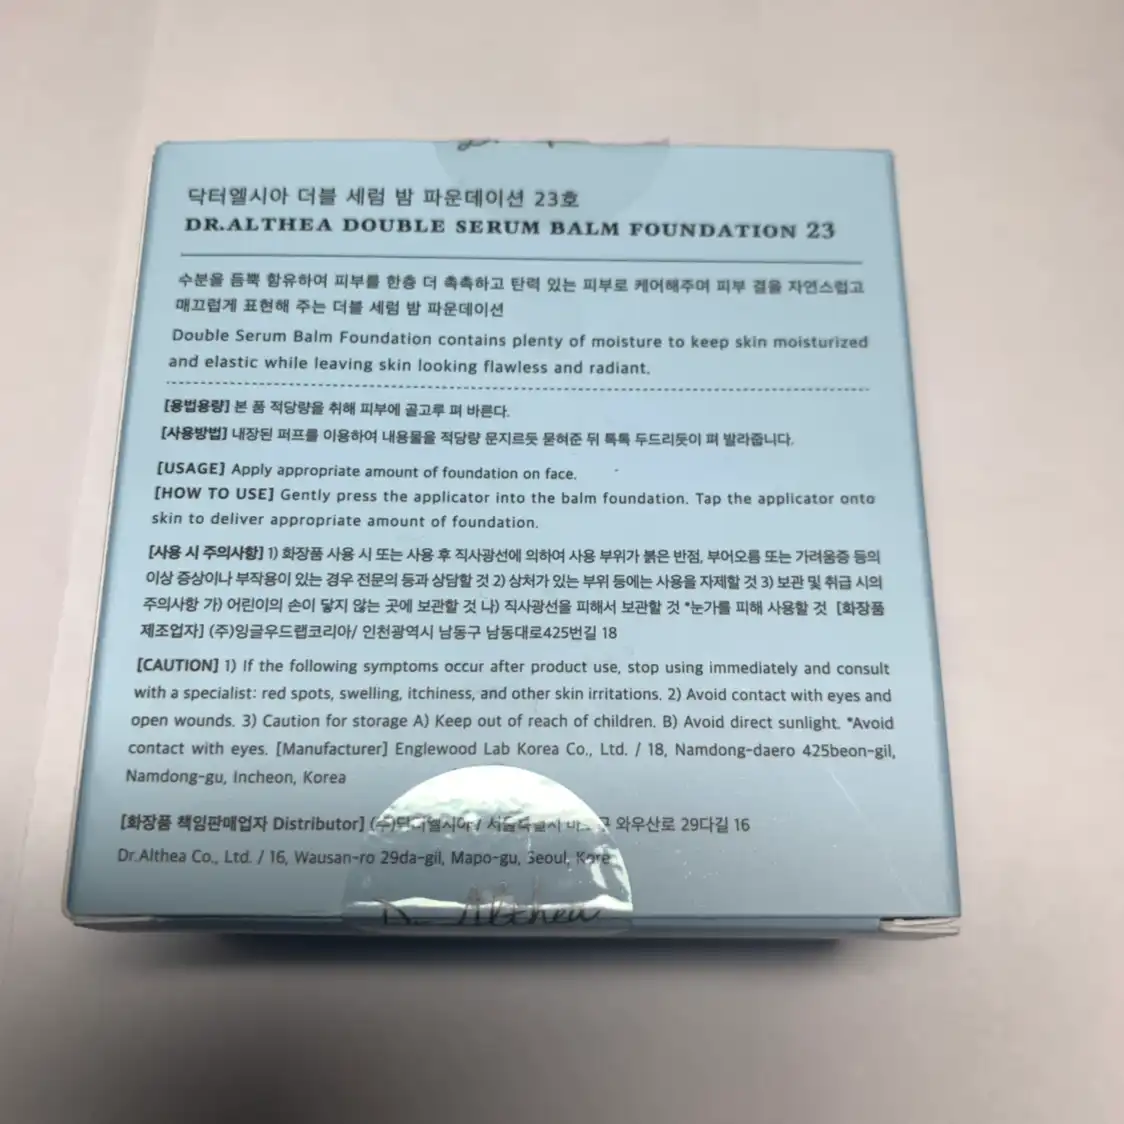 닥터엘시아 더블 세럼 밤 파운데이션 23호
DR.ALTHEA DOUBLE SERUM BALM FOUNDATION 23
수분을 듬뿍 함유하여 피부를 한층 더 촉촉하고 탄력 있는 피부로 케어해주며 피부 결을 자연스럽고
매끄럽게 표현해 주는 더블 세럼 밤 파운데이션
Double Serum Balm Foundation contains plenty of moisture to keep skin moisturized
and elastic while leaving skin looking flawless and radiant.
[용법용량] 본 품 적당량을 취해 피부에 골고루 펴 바른다.
[사용방법] 내장된 퍼프를 이용하여 내용물을 적당량 문지르듯 묻혀준 뒤 톡톡 두드리듯이 펴 발라줍니다.
[USAGE] Apply appropriate amount of foundation on face.
[HOW TO USE] Gently press the applicator into the balm foundation. Tap the applicator onto
skin to deliver appropriate amount of foundation.
[사용 시 주의사항] 1) 화장품 사용 시 또는 사용 후 직사광선에 의하여 사용 부위가 붉은 반점, 부어오름 또는 가려움증 등의
이상 증상이나 부작용이 있는 경우 전문의 등과 상담할 것 2) 상처가 있는 부위 등에는 사용을 자제할 것 3) 보관 및 취급 시의
주의사항 가) 어린이의 손이 닿지 않는 곳에 보관할 것 나) 직사광선을 피해서 보관할 것 *눈가를 피해 사용할 것 [화장품
제조업자] (주)잉글우드랩코리아/ 인천광역시 남동구 남동대로425번길 18
[CAUTION] 1) If the following symptoms occur after product use, stop using immediately and consult
with a specialist: red spots, swelling, itchiness, and other skin irritations. 2) Avoid contact with eyes and
open wounds. 3) Caution for storage A) Keep out of reach of children. B) Avoid direct sunlight. *Avoid
contact with eyes. [Manufacturer] Englewood Lab Korea Co., Ltd. / 18, Namdong-daero 425beon-gil,
Namdong-gu, Incheon, Korea
[화장품 책임판매업자 Distributor] (주)닥터엘시아/ 서울특별시 마포구 와우산로 29다길 16
Dr.Althea Co., Ltd. / 16, Wausan-ro 29da-gil, Mapo-gu, Seoul, Korea
Dr. Althea